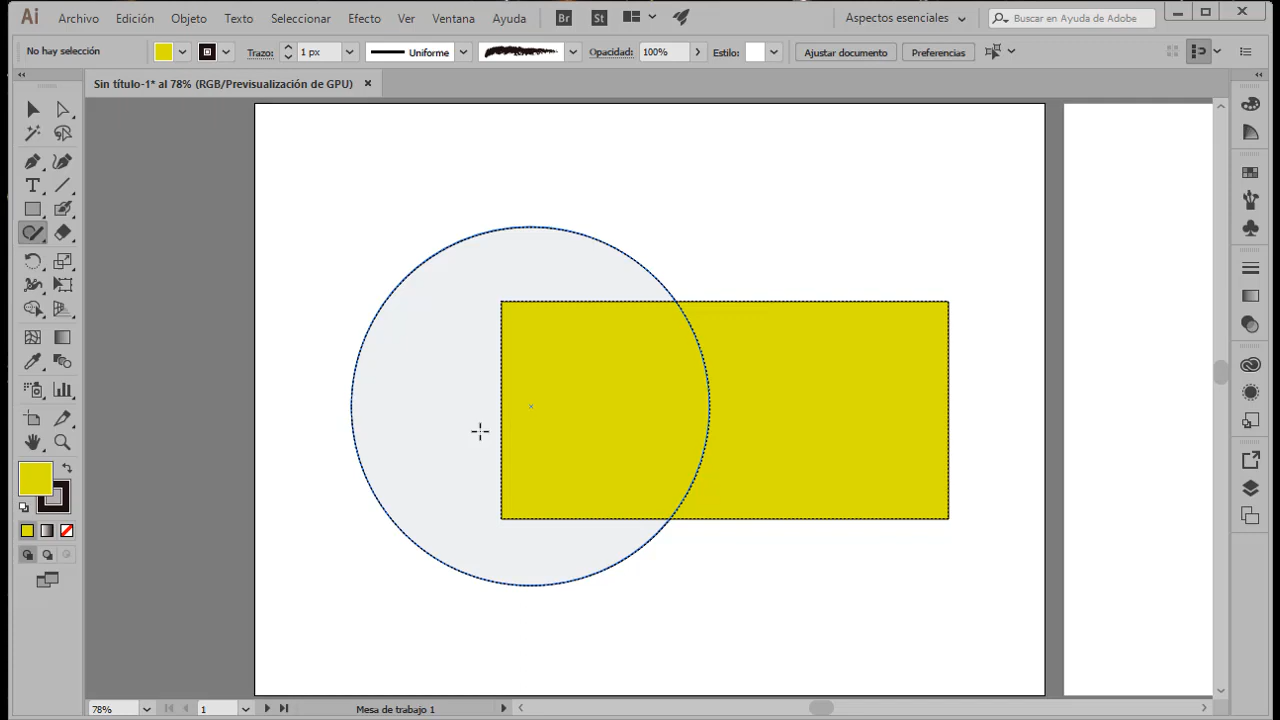 Ai Archivo Edición Objeto Texto Seleccionar Efecto Ver Ventana Ayuda Br St Aspectos esenciales Buscar en Ayuda de Adobe
No hay selección Trazo: 1 px Uniforme Opacidad: 100% Estilo: Ajustar documento Preferencias
Sin título-1* al 78% (RGB/Previsualización de GPU)
78% 1 Mesa de trabajo 1